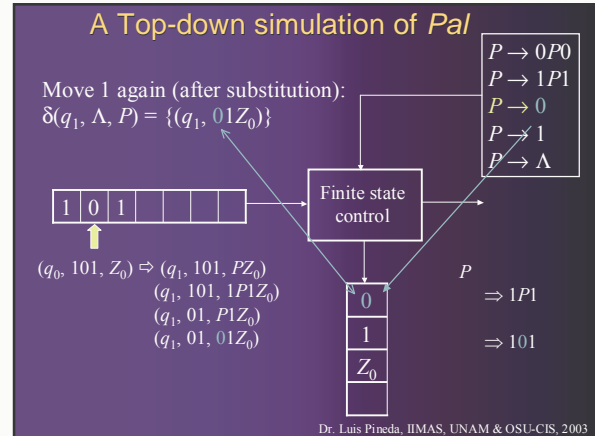 A Top-down simulation of Pal
P → 0P0
P → 1P1
P → 0
P → 1
P → Λ
Move 1 again (after substitution):
δ(q₁, Λ, P) = {(q₁, 01Z₀)}
1 0 1
Finite state
control
(q₀, 101, Z₀) ⇨ (q₁, 101, PZ₀)
(q₁, 101, 1P1Z₀)
(q₁, 01, P1Z₀)
(q₁, 01, 01Z₀)
0
1
Z₀
P
⇒ 1P1
⇒ 101
Dr. Luis Pineda, IIMAS, UNAM & OSU-CIS, 2003